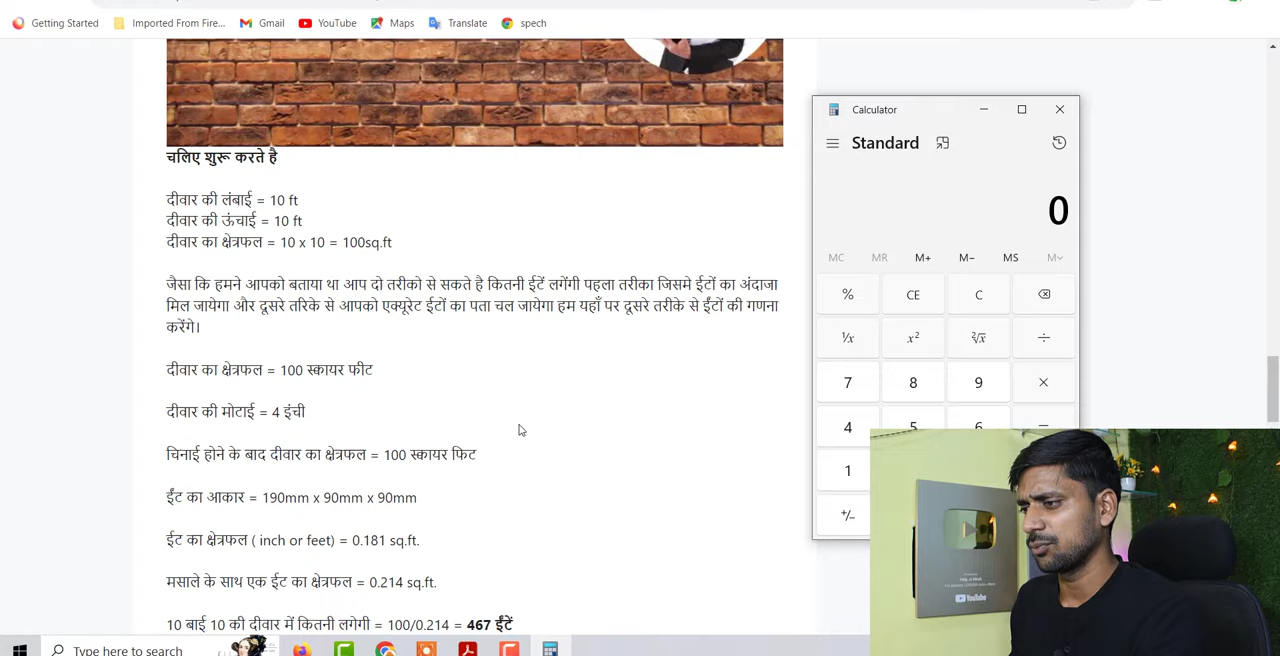 Getting Started
Imported From Fire...
Gmail
YouTube
Maps
Translate
spech
चलिए शुरू करते है
दीवार की लंबाई = 10 ft
दीवार की ऊंचाई = 10 ft
दीवार का क्षेत्रफल = 10 x 10 = 100sq.ft
जैसा कि हमने आपको बताया था आप दो तरीको से सकते है कितनी ईटें लगेंगी पहला तरीका जिसमे ईटों का अंदाजा
मिल जायेगा और दूसरे तरिके से आपको एक्यूरेट ईटों का पता चल जायेगा हम यहाँ पर दूसरे तरीके से ईंटों की गणना
करेंगे।
दीवार का क्षेत्रफल = 100 स्कायर फीट
दीवार की मोटाई = 4 इंची
चिनाई होने के बाद दीवार का क्षेत्रफल = 100 स्कायर फिट
ईंट का आकार = 190mm x 90mm x 90mm
ईट का क्षेत्रफल ( inch or feet) = 0.181 sq.ft.
मसाले के साथ एक ईट का क्षेत्रफल = 0.214 sq.ft.
10 बाई 10 की दीवार में कितनी लगेगी = 100/0.214 = 467 ईंटें
Calculator
Standard
0
MC MR M+ M− MS M˅
% CE C
¹/x x² ²√x ÷
7 8 9 ×
4 5 6 −
1
+/−
YouTube
Type here to search